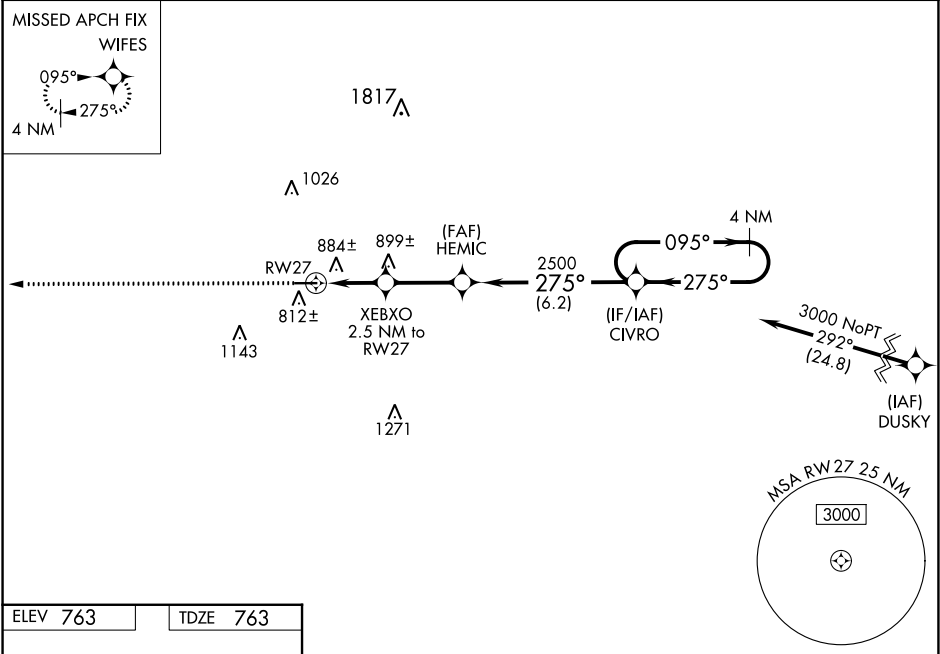 MISSED APCH FIX
WIFES
095°
275°
4 NM
1817
1026
4 NM
(FAF)
HEMIC
884±
899±
095°
RW27
2500
275°
(6.2)
275°
812±
XEBXO
2.5 NM to
RW27
(IF/IAF)
CIVRO
3000 NoPT
292°
(24.8)
1143
(IAF)
DUSKY
1271
MSA RW 27 25 NM
3000
ELEV 763
TDZE 763